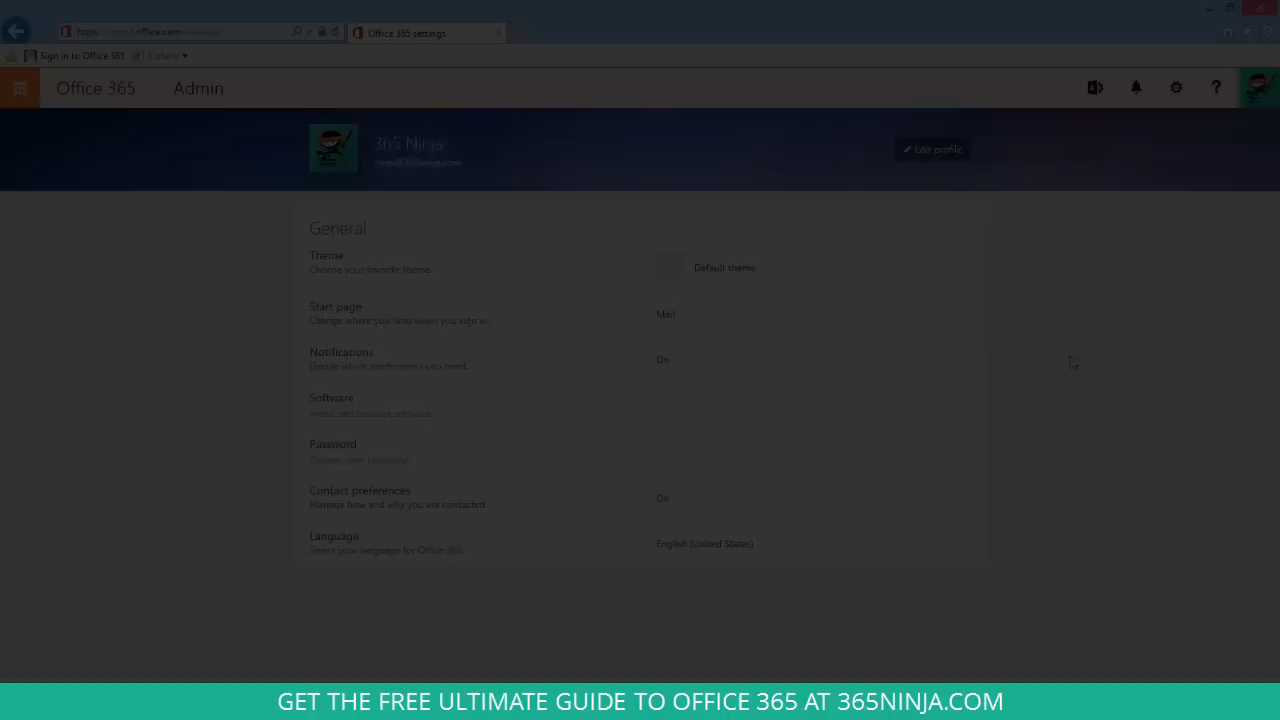 Office 365 settings
Sign in to Office 365
Office 365 Admin
365 Ninja
Edit profile
General
Theme
Choose your favorite theme.
Default theme
Start page
Change where you land when you sign in.
Mail
Notifications
Decide which notifications you need.
On
Software
Password
Contact preferences
Manage how and why you are contacted
On
Language
Select your language for Office 365.
English (United States)
GET THE FREE ULTIMATE GUIDE TO OFFICE 365 AT 365NINJA.COM